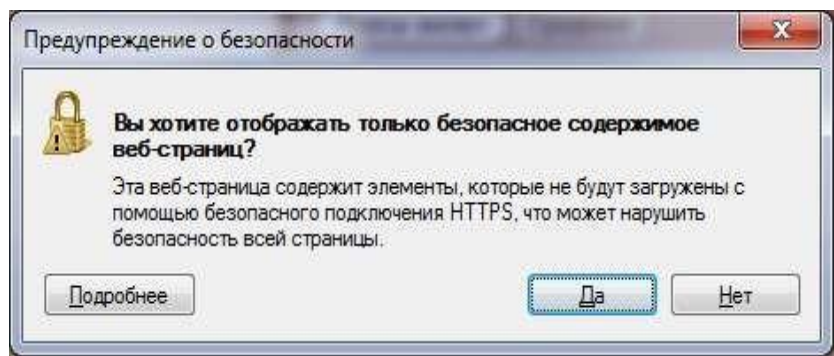 Предупреждение о безопасности
Вы хотите отображать только безопасное содержимое
веб-страниц?
Эта веб-страница содержит элементы, которые не будут загружены с
помощью безопасного подключения HTTPS, что может нарушить
безопасность всей страницы.
Подробнее
Да
Нет